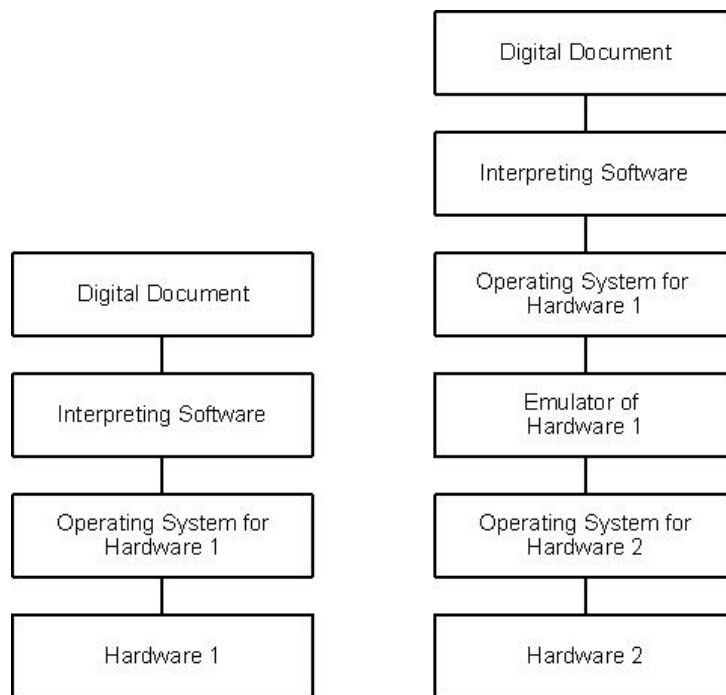 Digital Document
Interpreting Software
Operating System for
Hardware 1
Hardware 1
Digital Document
Interpreting Software
Operating System for
Hardware 1
Emulator of
Hardware 1
Operating System for
Hardware 2
Hardware 2